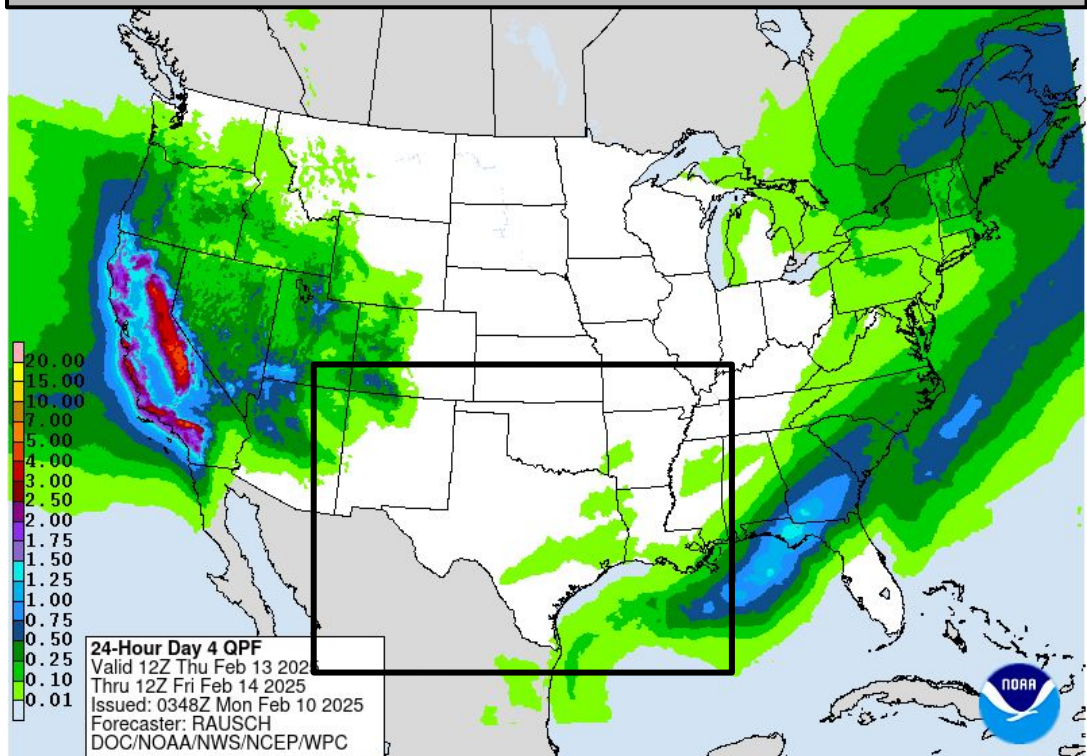 20.00
15.00
10.00
7.00
5.00
4.00
3.00
2.50
2.00
1.75
1.50
1.25
1.00
0.75
0.50
0.25
0.10
0.01
24-Hour Day 4 QPF
Valid 12Z Thu Feb 13 2025
Thru 12Z Fri Feb 14 2025
Issued: 0348Z Mon Feb 10 2025
Forecaster: RAUSCH
DOC/NOAA/NWS/NCEP/WPC
NOAA